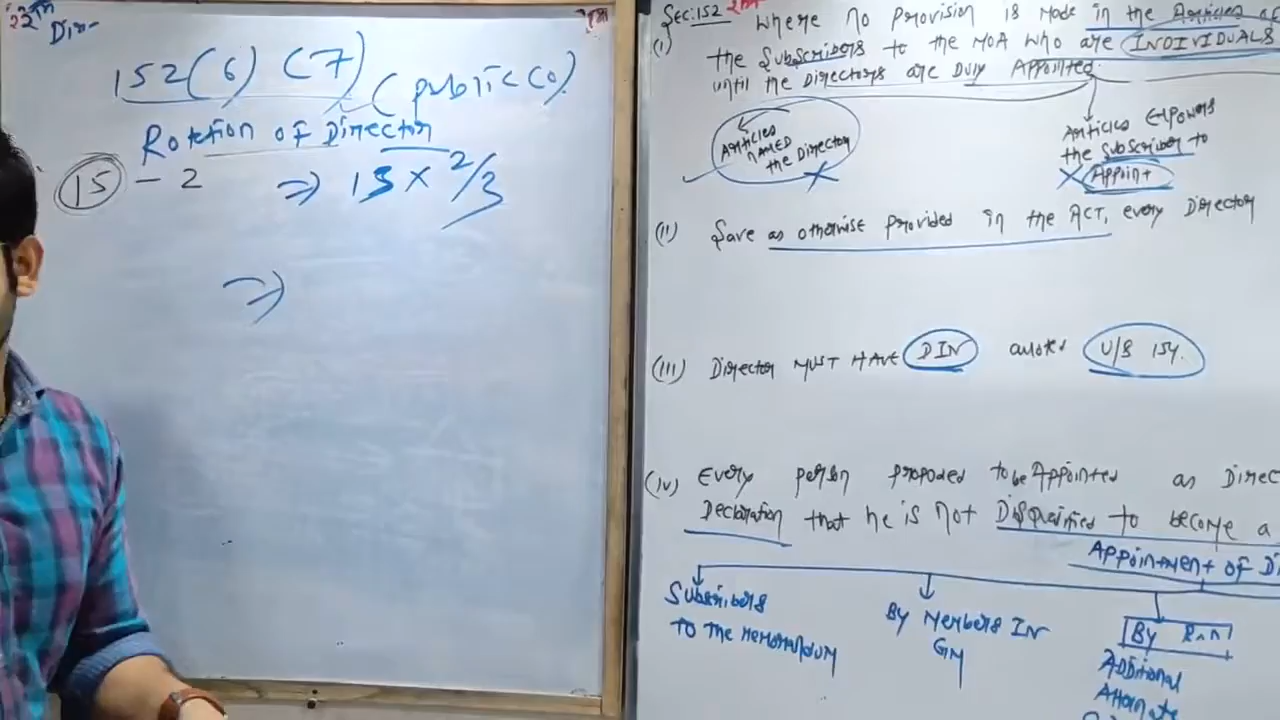 22m
Dir-
152(6) (7) (public Co).
Rotation of Director
15 - 2 ⇒ 13 × 2/3
⇒
Sec:152 2m
(i) Where no provision is Made in the Articles
the Subscribers to the MOA who are INDIVIDUALS
until the Directors are Duly Appointed.
Articles
NAMED
the Director
Articles Empowers
the subscriber to
Appoint
(ii) Save as otherwise provided in the ACT, every Director
(iii) Director MUST HAVE DIN U/S 154.
(iv) Every person proposed to be Appointed as Direc
Declaration that he is not Disqualified to become a
Appointment of Di
Subscribers
To the Memorandum
By Members IN
GM
By
Additional
Alternate